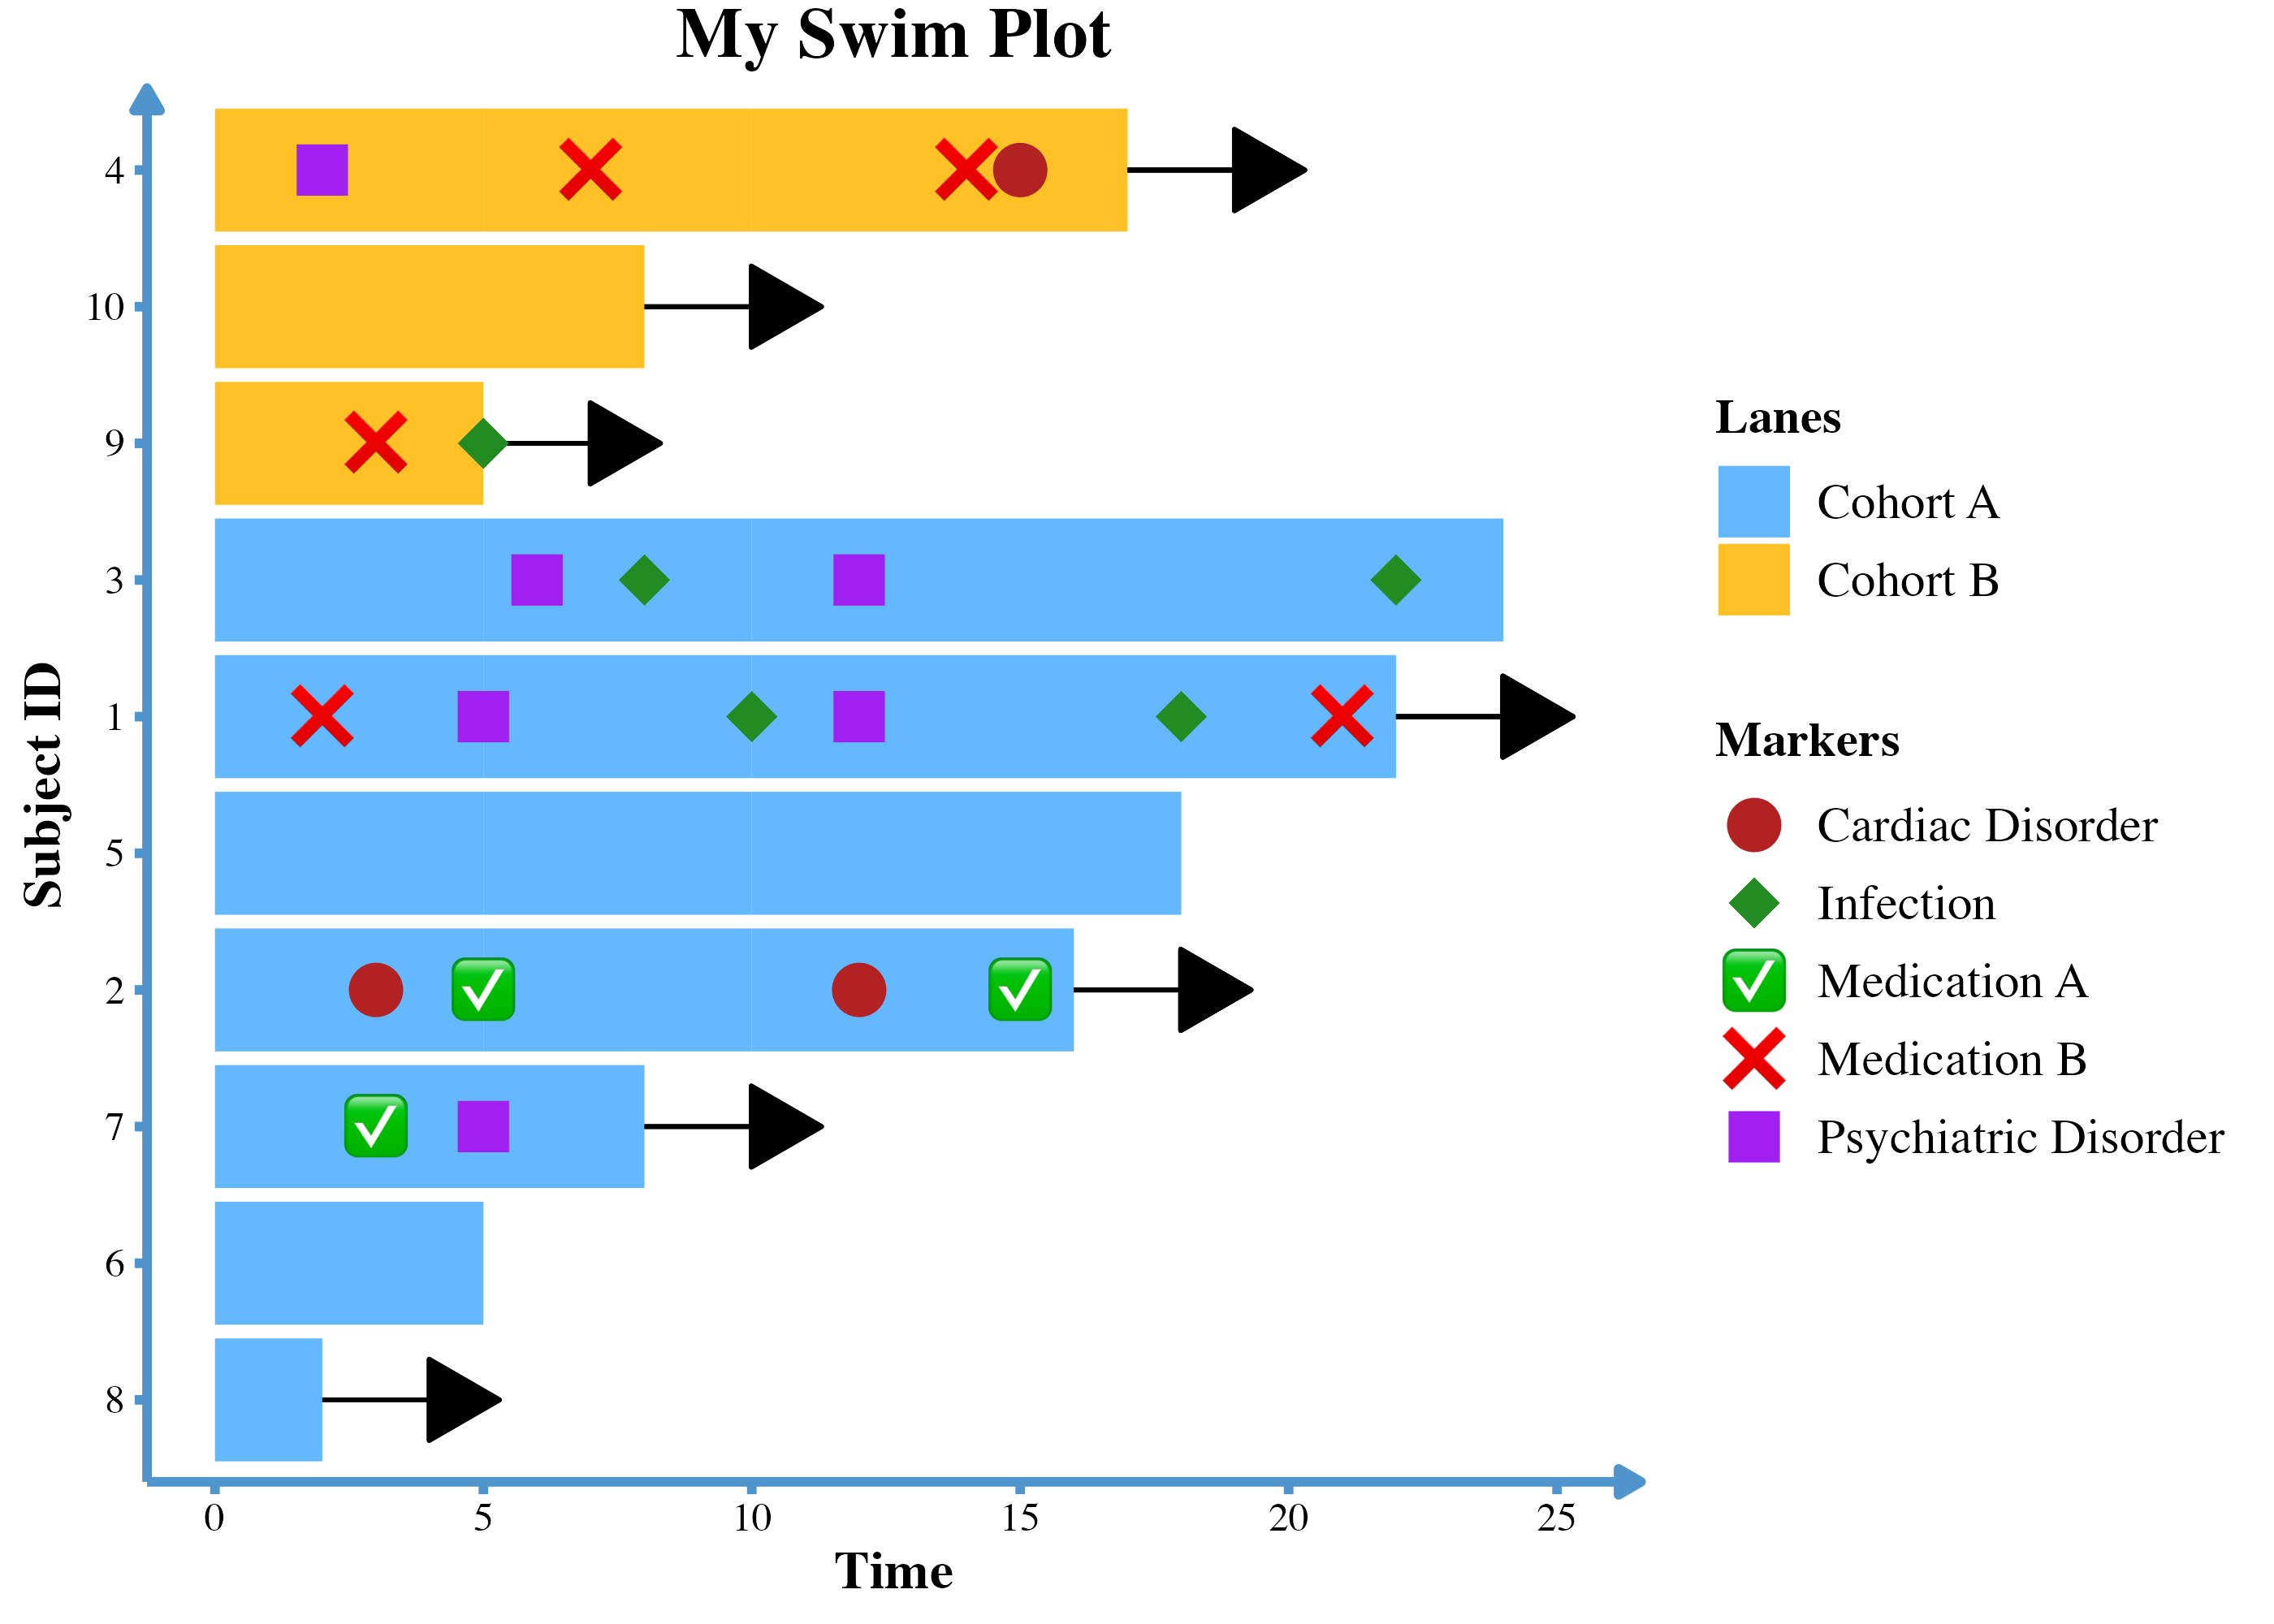 My Swim Plot
4
10
9
3
1
5
2
7
6
8
Subject ID
0 5 10 15 20 25
Time
Lanes
Cohort A
Cohort B
Markers
Cardiac Disorder
Infection
Medication A
Medication B
Psychiatric Disorder